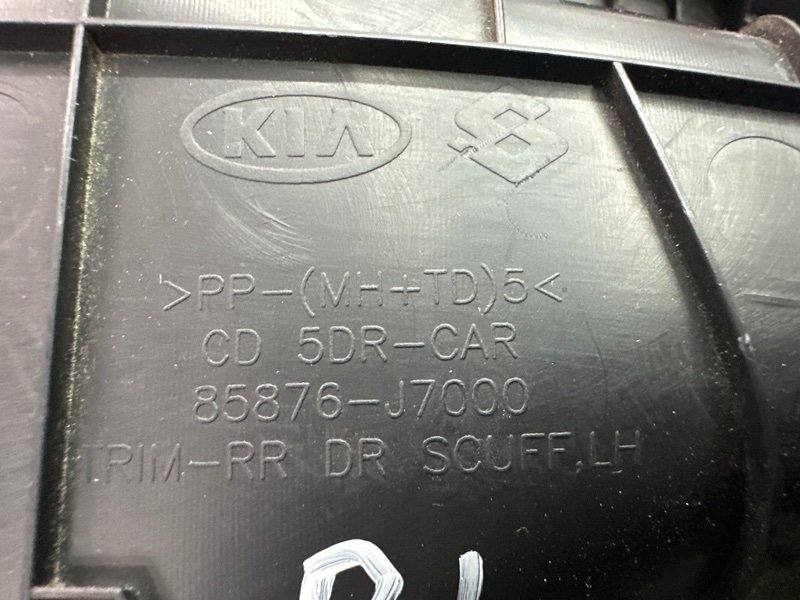 KIA
>PP-(MH+TD)5<
CD 5DR-CAR
85876-J7000
TRIM-RR DR SCUFF,LH